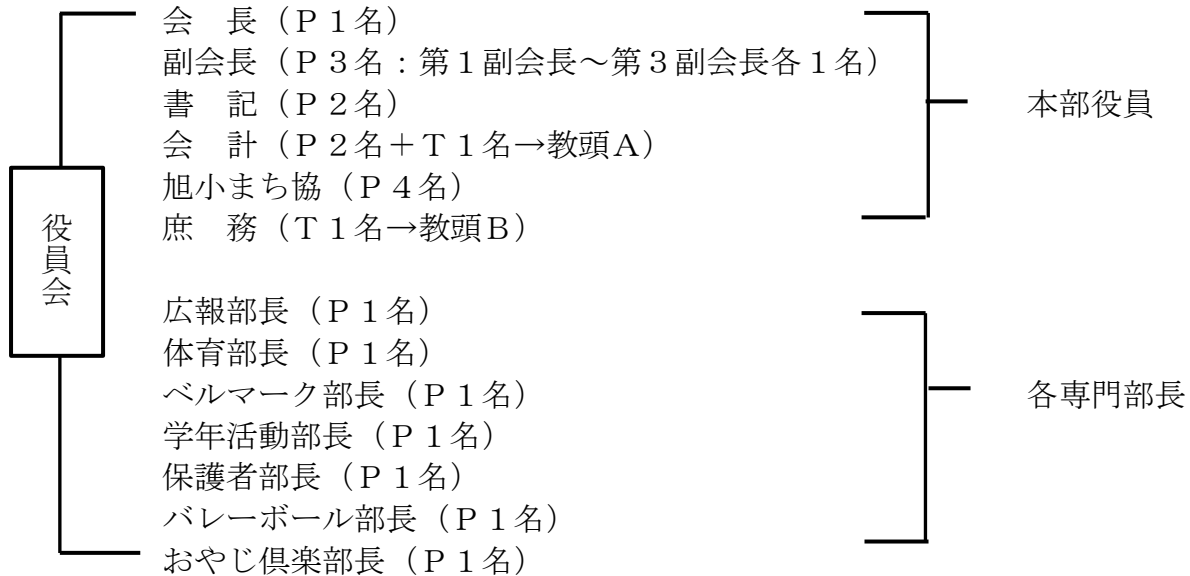 会　長（Ｐ１名）
副会長（Ｐ３名：第１副会長～第３副会長各１名）
書　記（Ｐ２名）
会　計（Ｐ２名＋Ｔ１名→教頭Ａ）
旭小まち協（Ｐ４名）
庶　務（Ｔ１名→教頭Ｂ）
本部役員
役員会
広報部長（Ｐ１名）
体育部長（Ｐ１名）
ベルマーク部長（Ｐ１名）
学年活動部長（Ｐ１名）
保護者部長（Ｐ１名）
バレーボール部長（Ｐ１名）
おやじ倶楽部長（Ｐ１名）
各専門部長